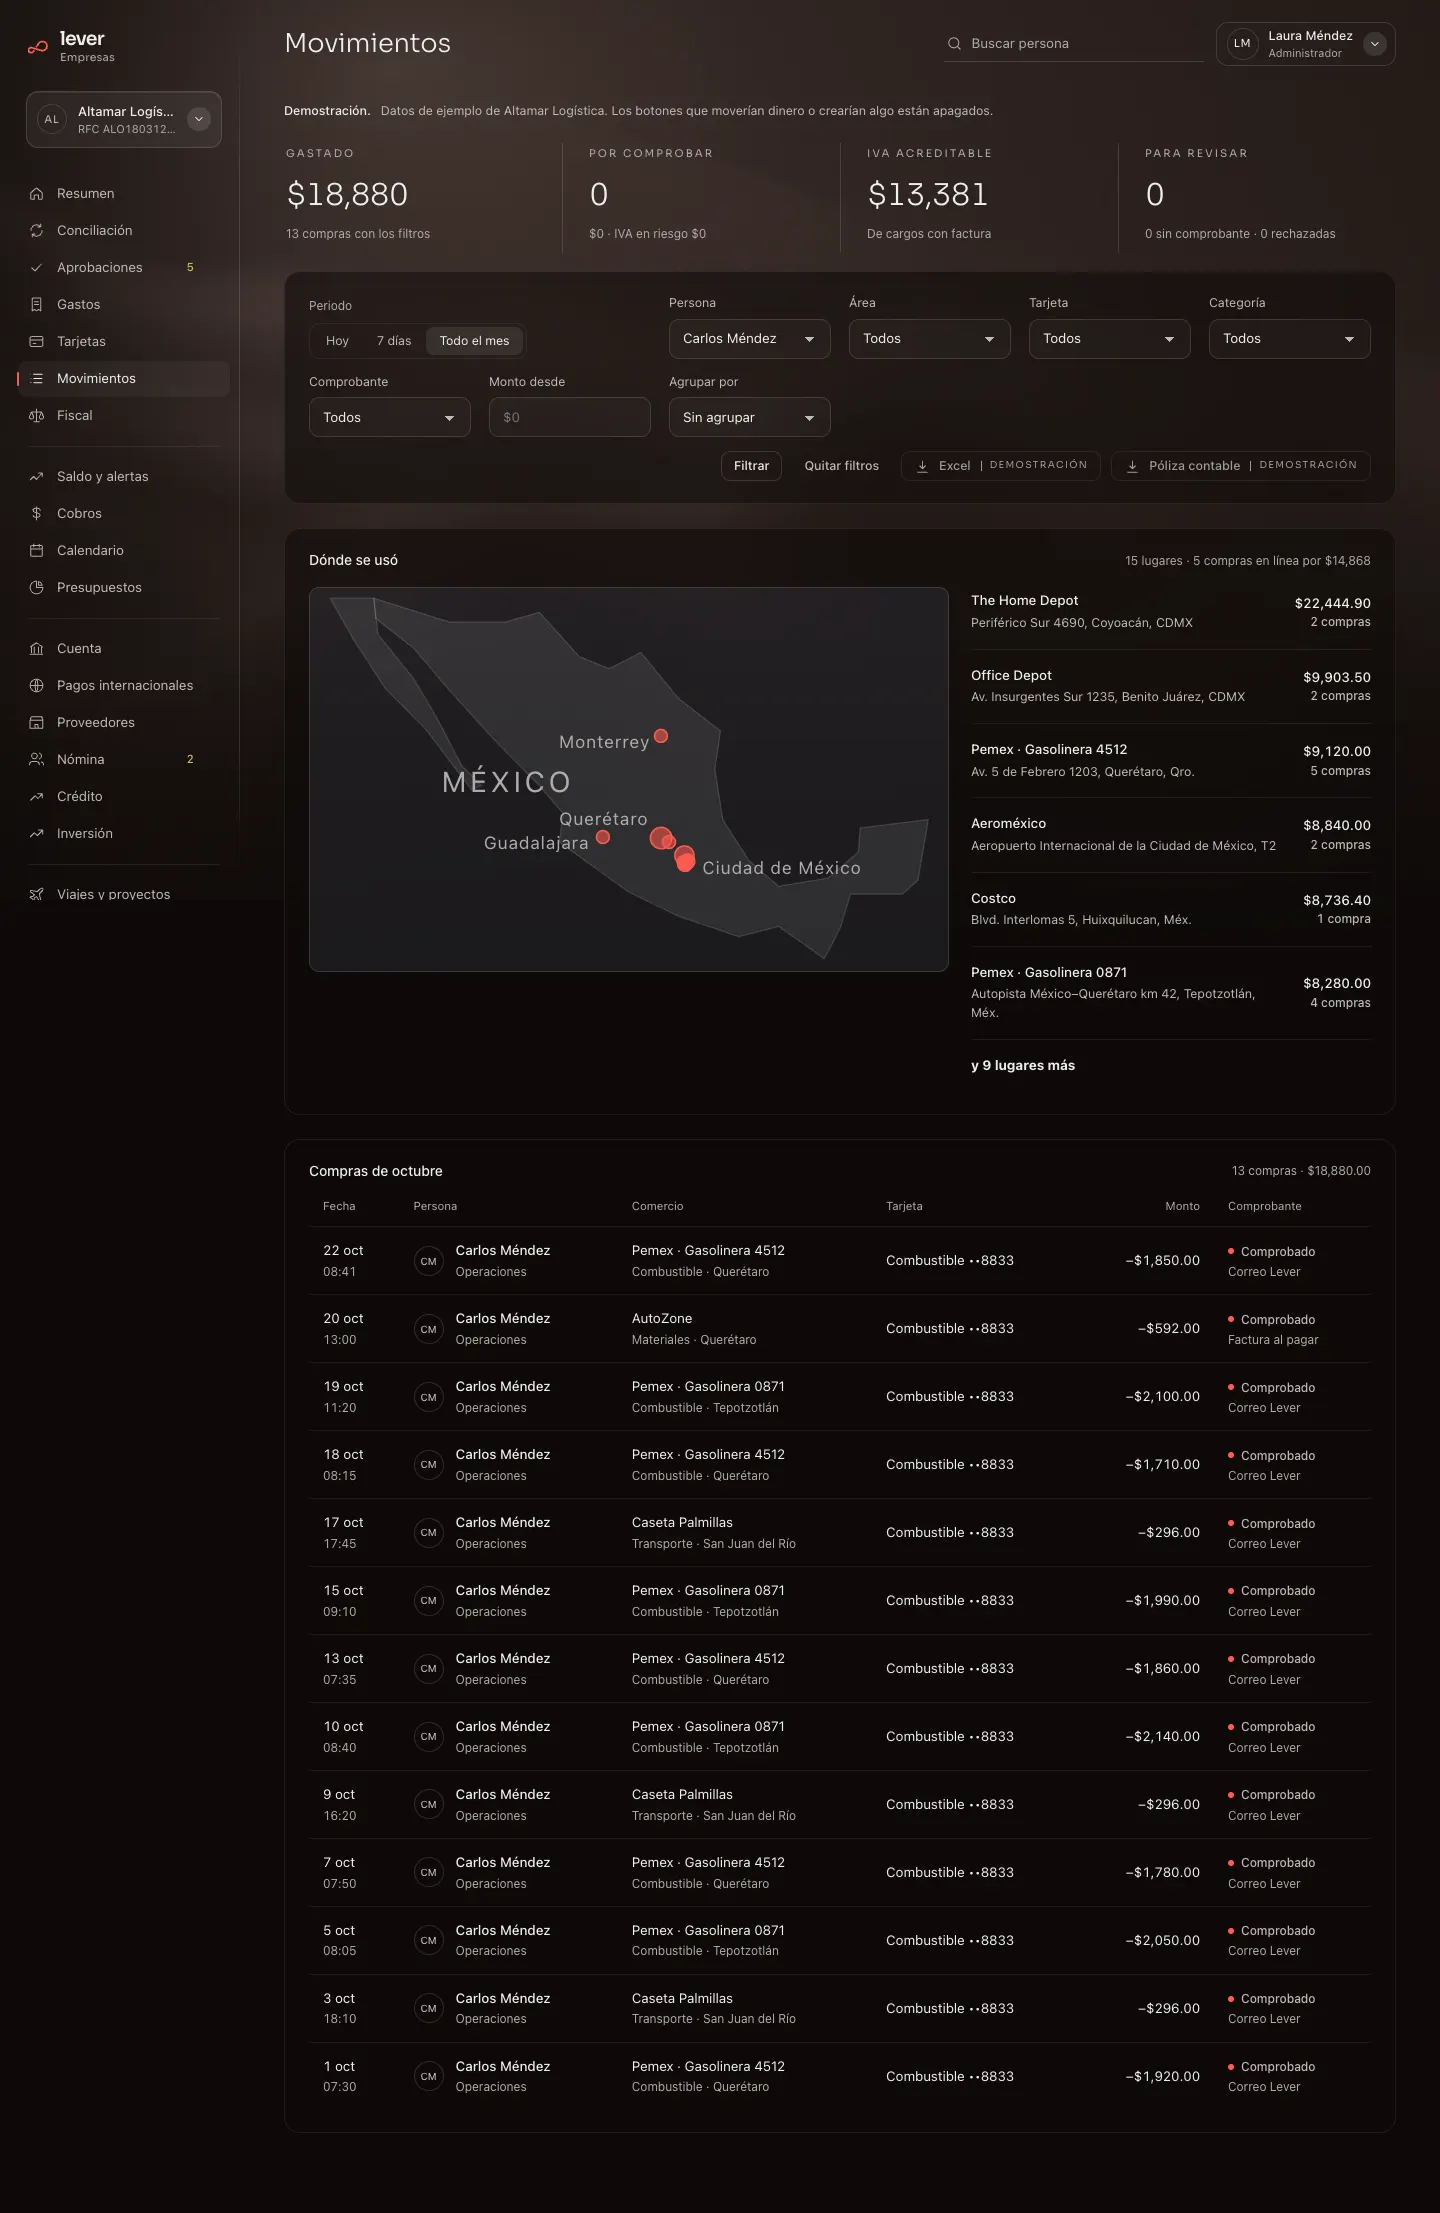 lever
Empresas
AL
Altamar Logís...
RFC ALO180312...
Resumen
Conciliación
Aprobaciones 5
Gastos
Tarjetas
Movimientos
Fiscal
Saldo y alertas
Cobros
Calendario
Presupuestos
Cuenta
Pagos internacionales
Proveedores
Nómina 2
Crédito
Inversión
Viajes y proyectos
Movimientos
Buscar persona
LM
Laura Méndez
Administrador
Demostración. Datos de ejemplo de Altamar Logística. Los botones que moverían dinero o crearían algo están apagados.
GASTADO
$18,880
13 compras con los filtros
POR COMPROBAR
0
$0 · IVA en riesgo $0
IVA ACREDITABLE
$13,381
De cargos con factura
PARA REVISAR
0
0 sin comprobante · 0 rechazadas
Periodo
Hoy 7 días Todo el mes
Persona
Carlos Méndez
Área
Todos
Tarjeta
Todos
Categoría
Todos
Comprobante
Todos
Monto desde
$0
Agrupar por
Sin agrupar
Filtrar
Quitar filtros
Excel | DEMOSTRACIÓN
Póliza contable | DEMOSTRACIÓN
Dónde se usó
15 lugares · 5 compras en línea por $14,868
Monterrey
MÉXICO
Querétaro
Guadalajara
Ciudad de México
The Home Depot $22,444.90
Periférico Sur 4690, Coyoacán, CDMX 2 compras
Office Depot $9,903.50
Av. Insurgentes Sur 1235, Benito Juárez, CDMX 2 compras
Pemex · Gasolinera 4512 $9,120.00
Av. 5 de Febrero 1203, Querétaro, Qro. 5 compras
Aeroméxico $8,840.00
Aeropuerto Internacional de la Ciudad de México, T2 2 compras
Costco $8,736.40
Blvd. Interlomas 5, Huixquilucan, Méx. 1 compra
Pemex · Gasolinera 0871 $8,280.00
Autopista México–Querétaro km 42, Tepotzotlán, 4 compras
Méx.
y 9 lugares más
Compras de octubre
13 compras · $18,880.00
Fecha Persona Comercio Tarjeta Monto Comprobante
22 oct Carlos Méndez Pemex · Gasolinera 4512 Comprobado
CM Combustible ··8833 −$1,850.00
08:41 Operaciones Combustible · Querétaro Correo Lever
20 oct Carlos Méndez AutoZone Comprobado
CM Combustible ··8833 −$592.00
13:00 Operaciones Materiales · Querétaro Factura al pagar
19 oct Carlos Méndez Pemex · Gasolinera 0871 Comprobado
CM Combustible ··8833 −$2,100.00
11:20 Operaciones Combustible · Tepotzotlán Correo Lever
18 oct Carlos Méndez Pemex · Gasolinera 4512 Comprobado
CM Combustible ··8833 −$1,710.00
08:15 Operaciones Combustible · Querétaro Correo Lever
17 oct Carlos Méndez Caseta Palmillas Comprobado
CM Combustible ··8833 −$296.00
17:45 Operaciones Transporte · San Juan del Río Correo Lever
15 oct Carlos Méndez Pemex · Gasolinera 0871 Comprobado
CM Combustible ··8833 −$1,990.00
09:10 Operaciones Combustible · Tepotzotlán Correo Lever
13 oct Carlos Méndez Pemex · Gasolinera 4512 Comprobado
CM Combustible ··8833 −$1,860.00
07:35 Operaciones Combustible · Querétaro Correo Lever
10 oct Carlos Méndez Pemex · Gasolinera 0871 Comprobado
CM Combustible ··8833 −$2,140.00
08:40 Operaciones Combustible · Tepotzotlán Correo Lever
9 oct Carlos Méndez Caseta Palmillas Comprobado
CM Combustible ··8833 −$296.00
16:20 Operaciones Transporte · San Juan del Río Correo Lever
7 oct Carlos Méndez Pemex · Gasolinera 4512 Comprobado
CM Combustible ··8833 −$1,780.00
07:50 Operaciones Combustible · Querétaro Correo Lever
5 oct Carlos Méndez Pemex · Gasolinera 0871 Comprobado
CM Combustible ··8833 −$2,050.00
08:05 Operaciones Combustible · Tepotzotlán Correo Lever
3 oct Carlos Méndez Caseta Palmillas Comprobado
CM Combustible ··8833 −$296.00
18:10 Operaciones Transporte · San Juan del Río Correo Lever
1 oct Carlos Méndez Pemex · Gasolinera 4512 Comprobado
CM Combustible ··8833 −$1,920.00
07:30 Operaciones Combustible · Querétaro Correo Lever